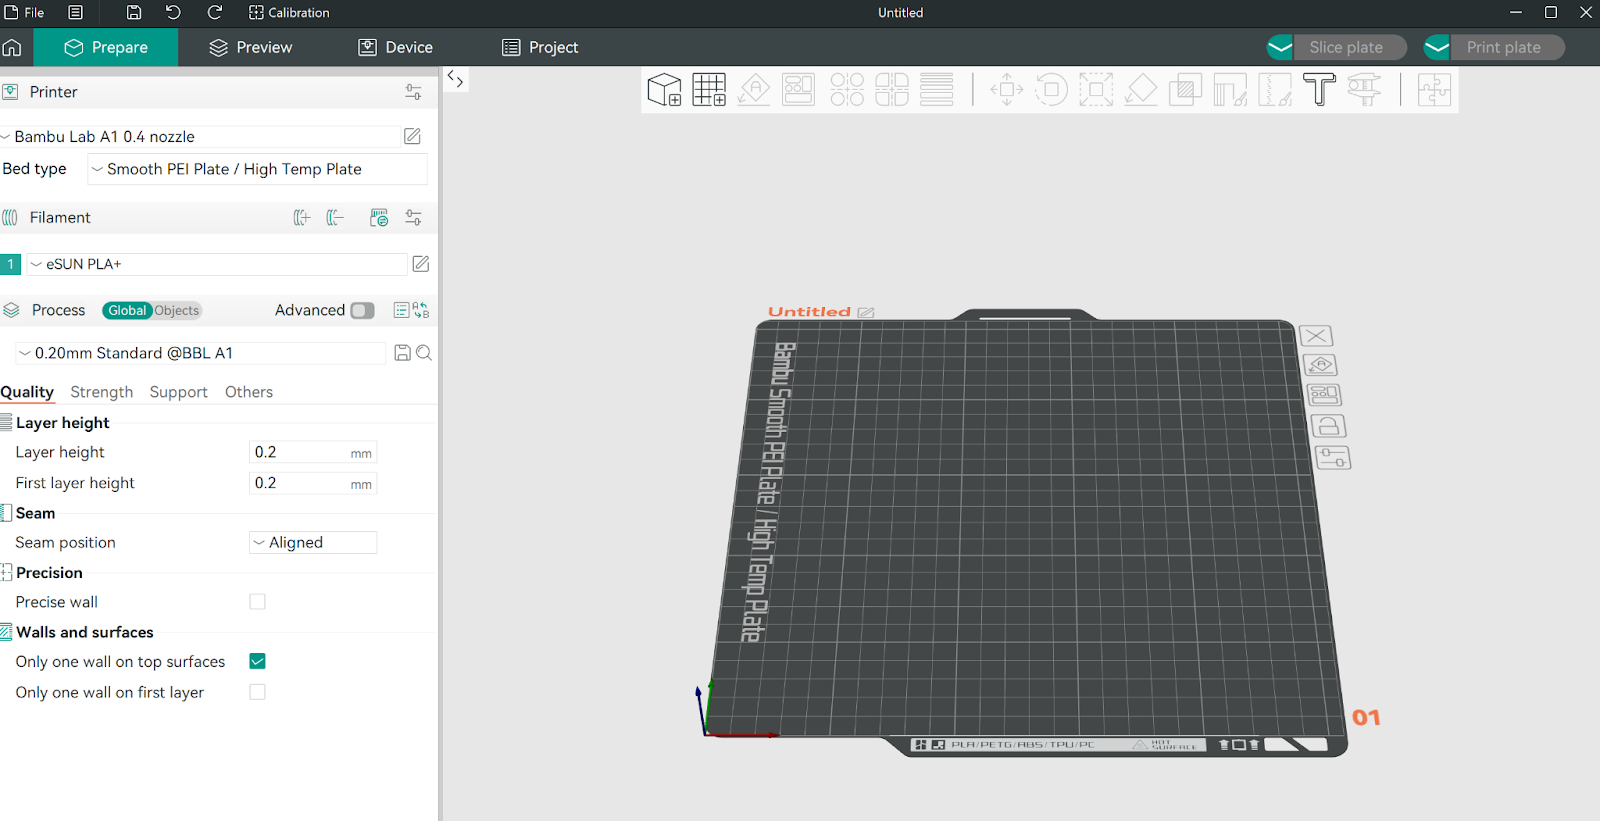 File Calibration Untitled
Prepare Preview Device Project Slice plate Print plate
Printer
Bambu Lab A1 0.4 nozzle
Bed type Smooth PEI Plate / High Temp Plate
Filament
1 eSUN PLA+
Process Global Objects Advanced
0.20mm Standard @BBL A1
Quality Strength Support Others
Layer height
Layer height 0.2 mm
First layer height 0.2 mm
Seam
Seam position Aligned
Precision
Precise wall
Walls and surfaces
Only one wall on top surfaces
Only one wall on first layer
Untitled
Bambu Smooth PEI Plate / High Temp Plate
01
PLA/PETG/ABS/TPU/PC
HOT
SURFACE